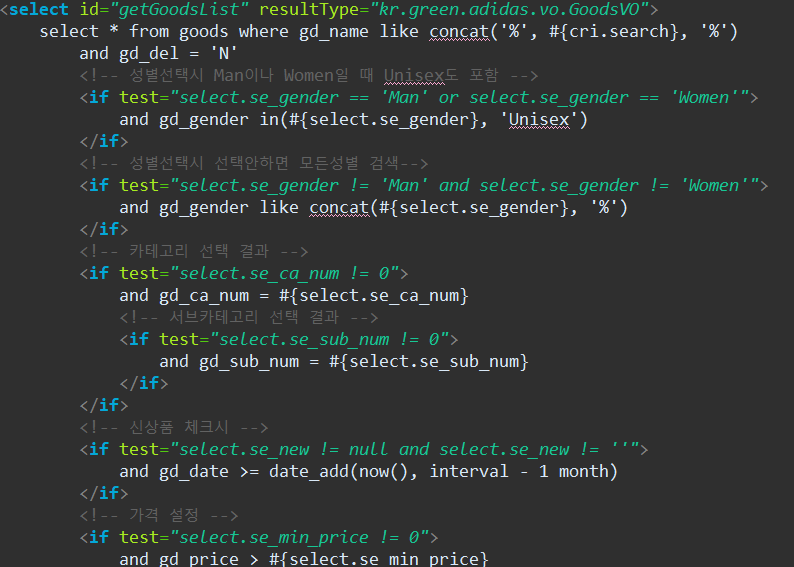 <select id="getGoodsList" resultType="kr.green.adidas.vo.GoodsVO">
select * from goods where gd_name like concat('%', #{cri.search}, '%')
and gd_del = 'N'
<!-- 성별선택시 Man이나 Women일 때 Unisex도 포함 -->
<if test="select.se_gender == 'Man' or select.se_gender == 'Women'">
and gd_gender in(#{select.se_gender}, 'Unisex')
</if>
<!-- 성별선택시 선택안하면 모든성별 검색-->
<if test="select.se_gender != 'Man' and select.se_gender != 'Women'">
and gd_gender like concat(#{select.se_gender}, '%')
</if>
<!-- 카테고리 선택 결과 -->
<if test="select.se_ca_num != 0">
and gd_ca_num = #{select.se_ca_num}
<!-- 서브카테고리 선택 결과 -->
<if test="select.se_sub_num != 0">
and gd_sub_num = #{select.se_sub_num}
</if>
</if>
<!-- 신상품 체크시 -->
<if test="select.se_new != null and select.se_new != ''">
and gd_date >= date_add(now(), interval - 1 month)
</if>
<!-- 가격 설정 -->
<if test="select.se_min_price != 0">
and gd_price > #{select.se_min_price}